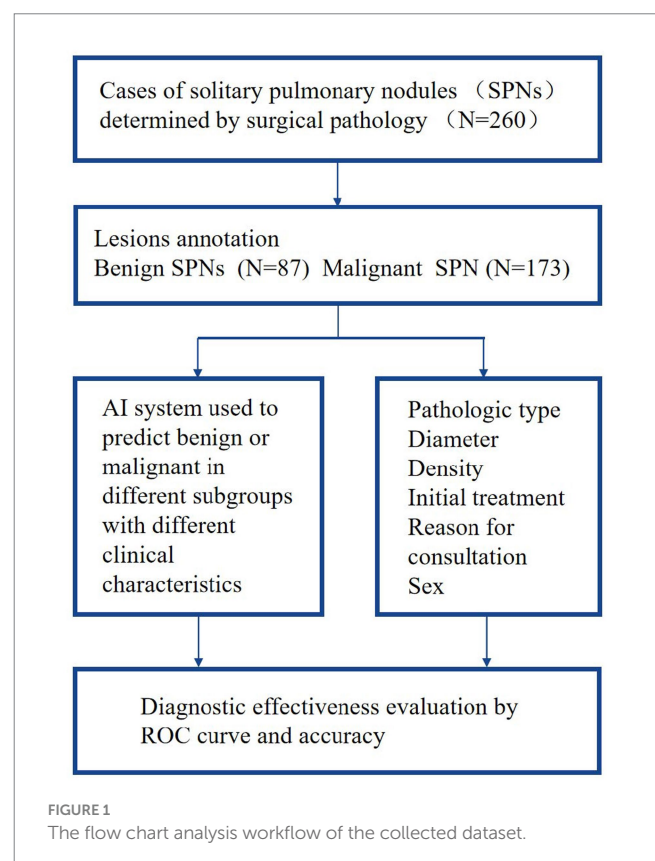 Cases of solitary pulmonary nodules （SPNs）
determined by surgical pathology （N=260）
Lesions annotation
Benign SPNs (N=87) Malignant SPN (N=173)
AI system used to
predict benign or
malignant in
different subgroups
with different
clinical
characteristics
Pathologic type
Diameter
Density
Initial treatment
Reason for
consultation
Sex
Diagnostic effectiveness evaluation by
ROC curve and accuracy
FIGURE 1
The flow chart analysis workflow of the collected dataset.